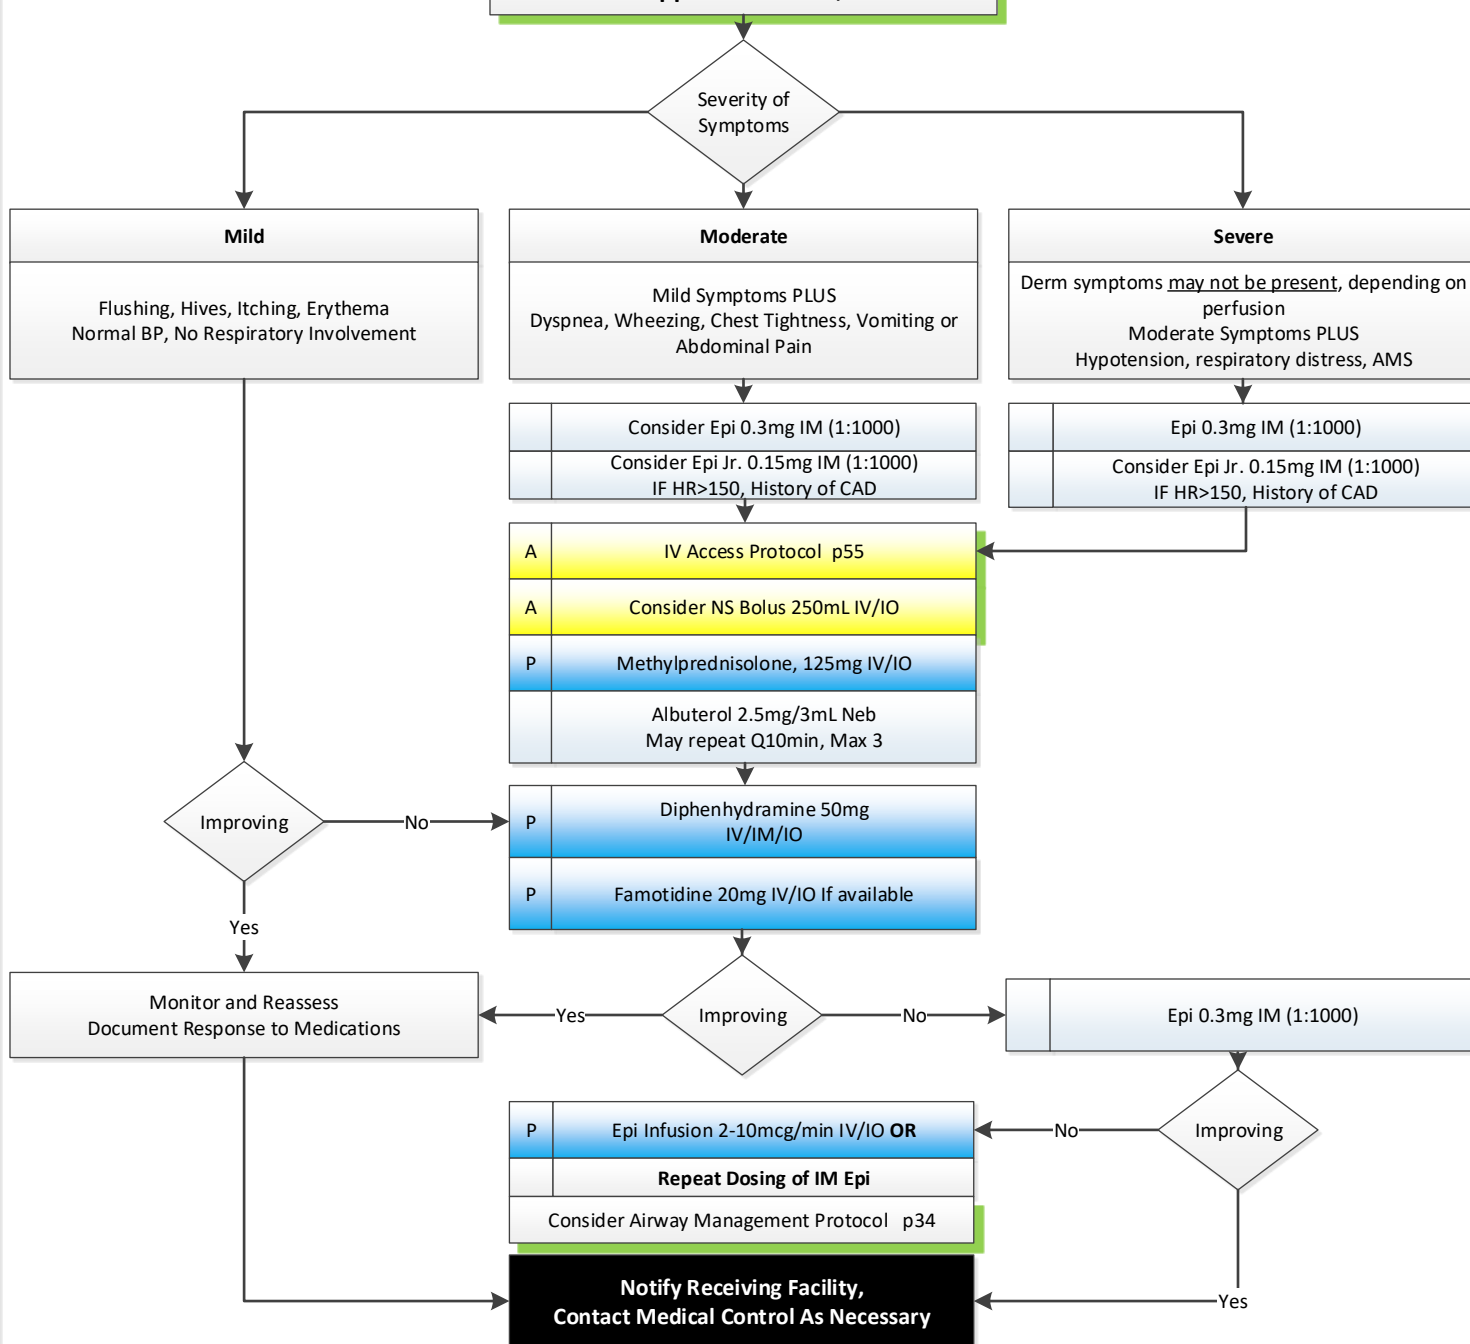 Severity of
Symptoms
Mild
Flushing, Hives, Itching, Erythema
Normal BP, No Respiratory Involvement
Moderate
Mild Symptoms PLUS
Dyspnea, Wheezing, Chest Tightness, Vomiting or
Abdominal Pain
Severe
Derm symptoms may not be present, depending on
perfusion
Moderate Symptoms PLUS
Hypotension, respiratory distress, AMS
Consider Epi 0.3mg IM (1:1000)
Consider Epi Jr. 0.15mg IM (1:1000)
IF HR>150, History of CAD
Epi 0.3mg IM (1:1000)
Consider Epi Jr. 0.15mg IM (1:1000)
IF HR>150, History of CAD
A IV Access Protocol p55
A Consider NS Bolus 250mL IV/IO
P Methylprednisolone, 125mg IV/IO
Albuterol 2.5mg/3mL Neb
May repeat Q10min, Max 3
Improving
No
P Diphenhydramine 50mg
IV/IM/IO
P Famotidine 20mg IV/IO If available
Yes
Monitor and Reassess
Document Response to Medications
Yes
Improving
No
Epi 0.3mg IM (1:1000)
P Epi Infusion 2-10mcg/min IV/IO OR
No
Improving
Repeat Dosing of IM Epi
Consider Airway Management Protocol p34
Notify Receiving Facility,
Contact Medical Control As Necessary
Yes